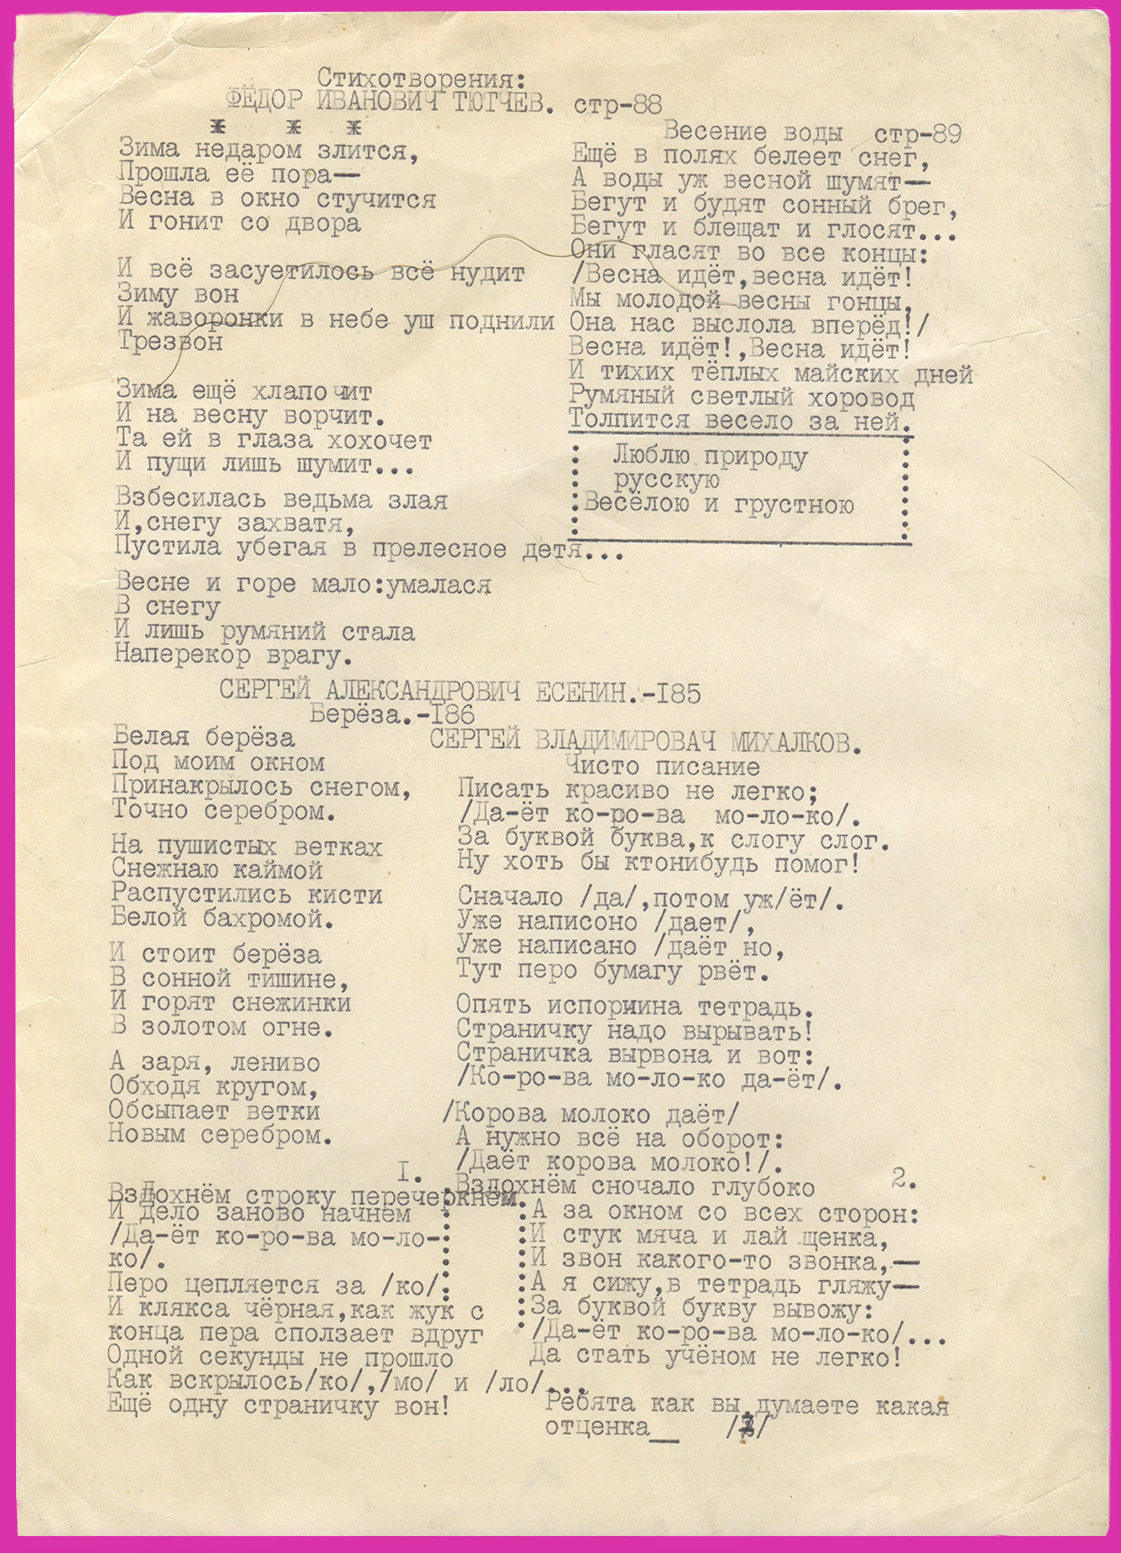 Стихотворения:
ФЁДОР ИВАНОВИЧ ТЮТЧЕВ. стр-88
ж ж ж
Зима недаром злится,
Прошла её пора—
Весна в окно стучится
И гонит со двора
И всё засуетилось всё нудит
Зиму вон
И жаворонки в небе уш поднили
Трезвон
Зима ещё хлапочит
И на весну ворчит.
Та ей в глаза хохочет
И пущи лишь шумит...
Взбесилась ведьма злая
И,снегу захватя,
Пустила убегая в прелесное детя...
Весне и горе мало:умалася
В снегу
И лишь румяний стала
Наперекор врагу.
Весение воды стр-89
Ещё в полях белеет снег,
А воды уж весной шумят—
Бегут и будят сонный брег,
Бегут и блещат и глосят...
Они гласят во все концы:
/Весна идёт,весна идёт!
Мы молодой весны гонцы,
Она нас выслола вперёд!/
Весна идёт!,Весна идёт!
И тихих тёплых майских дней
Румяный светлый хоровод
Толпится весело за ней.
Люблю природу
русскую
Весёлою и грустною
СЕРГЕЙ АЛЕКСАНДРОВИЧ ЕСЕНИН.-I85
Берёза.-I86
Белая берёза
Под моим окном
Принакрылось снегом,
Точно серебром.
На пушистых ветках
Снежнаю каймой
Распустились кисти
Белой бахромой.
И стоит берёза
В сонной тишине,
И горят снежинки
В золотом огне.
А заря, лениво
Обходя кругом,
Обсыпает ветки
Новым серебром.
СЕРГЕЙ ВЛАДИМИРОВАЧ МИХАЛКОВ.
Чисто писание
Писать красиво не легко;
/Да-ёт ко-ро-ва мо-ло-ко/.
За буквой буква,к слогу слог.
Ну хоть бы ктонибудь помог!
Сначало /да/,потом уж/ёт/.
Уже написоно /дает/,
Уже написано /даёт но,
Тут перо бумагу рвёт.
Опять испорчина тетрадь.
Страничку надо вырывать!
Страничка вырвона и вот:
/Ко-ро-ва мо-ло-ко да-ёт/.
/Корова молоко даёт/
А нужно всё на оборот:
/Даёт корова молоко!/.
Вздохнём сночало глубоко
I.
Вздохнём строку перечеркнём.
И дело заново начнём
/Да-ёт ко-ро-ва мо-ло-
ко/.
Перо цепляется за /ко/
И клякса чёрная,как жук с
конца пера сползает вдруг
Одной секунды не прошло
Как вскрылось/ко/,/мо/ и /ло/...
Ещё одну страничку вон!
2.
А за окном со всех сторон:
И стук мяча и лай щенка,
И звон какого-то звонка,—
А я сижу,в тетрадь гляжу—
За буквой букву вывожу:
/Да-ёт ко-ро-ва мо-ло-ко/...
Да стать учёном не легко!
Ребята как вы,думаете какая
отценка_